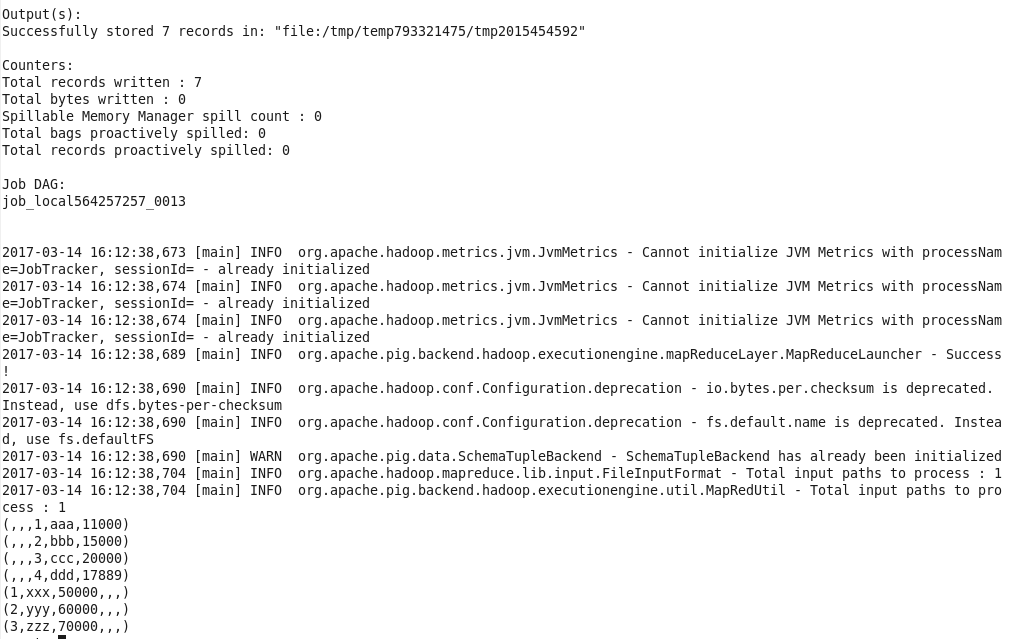 Output(s):
Successfully stored 7 records in: "file:/tmp/temp793321475/tmp2015454592"
Counters:
Total records written : 7
Total bytes written : 0
Spillable Memory Manager spill count : 0
Total bags proactively spilled: 0
Total records proactively spilled: 0
Job DAG:
job_local564257257_0013
2017-03-14 16:12:38,673 [main] INFO  org.apache.hadoop.metrics.jvm.JvmMetrics - Cannot initialize JVM Metrics with processNam
e=JobTracker, sessionId= - already initialized
2017-03-14 16:12:38,674 [main] INFO  org.apache.hadoop.metrics.jvm.JvmMetrics - Cannot initialize JVM Metrics with processNam
e=JobTracker, sessionId= - already initialized
2017-03-14 16:12:38,674 [main] INFO  org.apache.hadoop.metrics.jvm.JvmMetrics - Cannot initialize JVM Metrics with processNam
e=JobTracker, sessionId= - already initialized
2017-03-14 16:12:38,689 [main] INFO  org.apache.pig.backend.hadoop.executionengine.mapReduceLayer.MapReduceLauncher - Success
!
2017-03-14 16:12:38,690 [main] INFO  org.apache.hadoop.conf.Configuration.deprecation - io.bytes.per.checksum is deprecated.
Instead, use dfs.bytes-per-checksum
2017-03-14 16:12:38,690 [main] INFO  org.apache.hadoop.conf.Configuration.deprecation - fs.default.name is deprecated. Instea
d, use fs.defaultFS
2017-03-14 16:12:38,690 [main] WARN  org.apache.pig.data.SchemaTupleBackend - SchemaTupleBackend has already been initialized
2017-03-14 16:12:38,704 [main] INFO  org.apache.hadoop.mapreduce.lib.input.FileInputFormat - Total input paths to process : 1
2017-03-14 16:12:38,704 [main] INFO  org.apache.pig.backend.hadoop.executionengine.util.MapRedUtil - Total input paths to pro
cess : 1
(,,,1,aaa,11000)
(,,,2,bbb,15000)
(,,,3,ccc,20000)
(,,,4,ddd,17889)
(1,xxx,50000,,,)
(2,yyy,60000,,,)
(3,zzz,70000,,,)